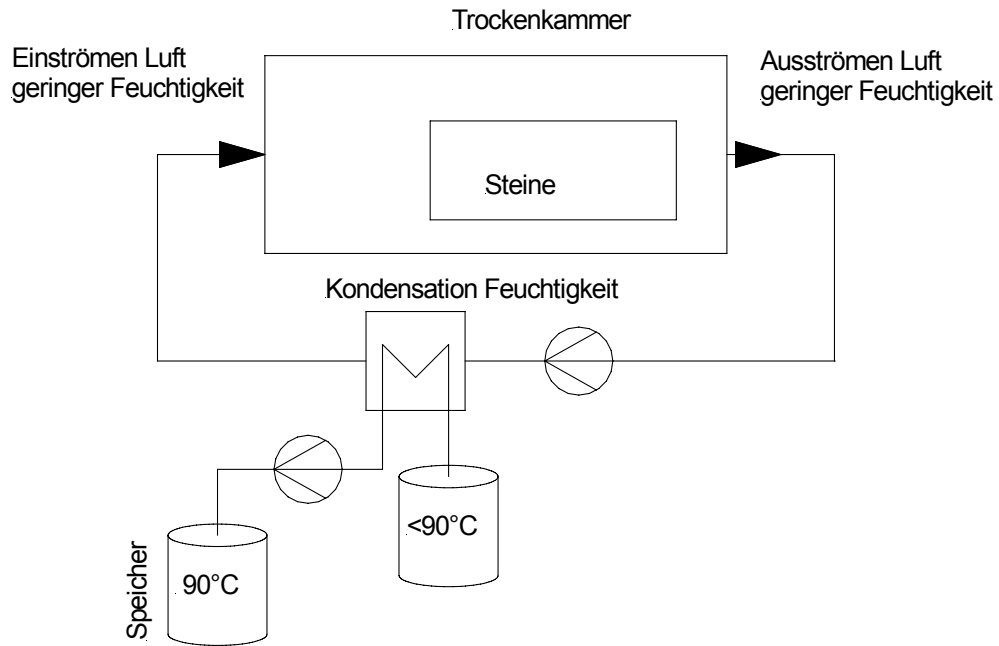 Trockenkammer
Einströmen Luft
geringer Feuchtigkeit
Ausströmen Luft
geringer Feuchtigkeit
Steine
Kondensation Feuchtigkeit
<90°C
90°C
Speicher